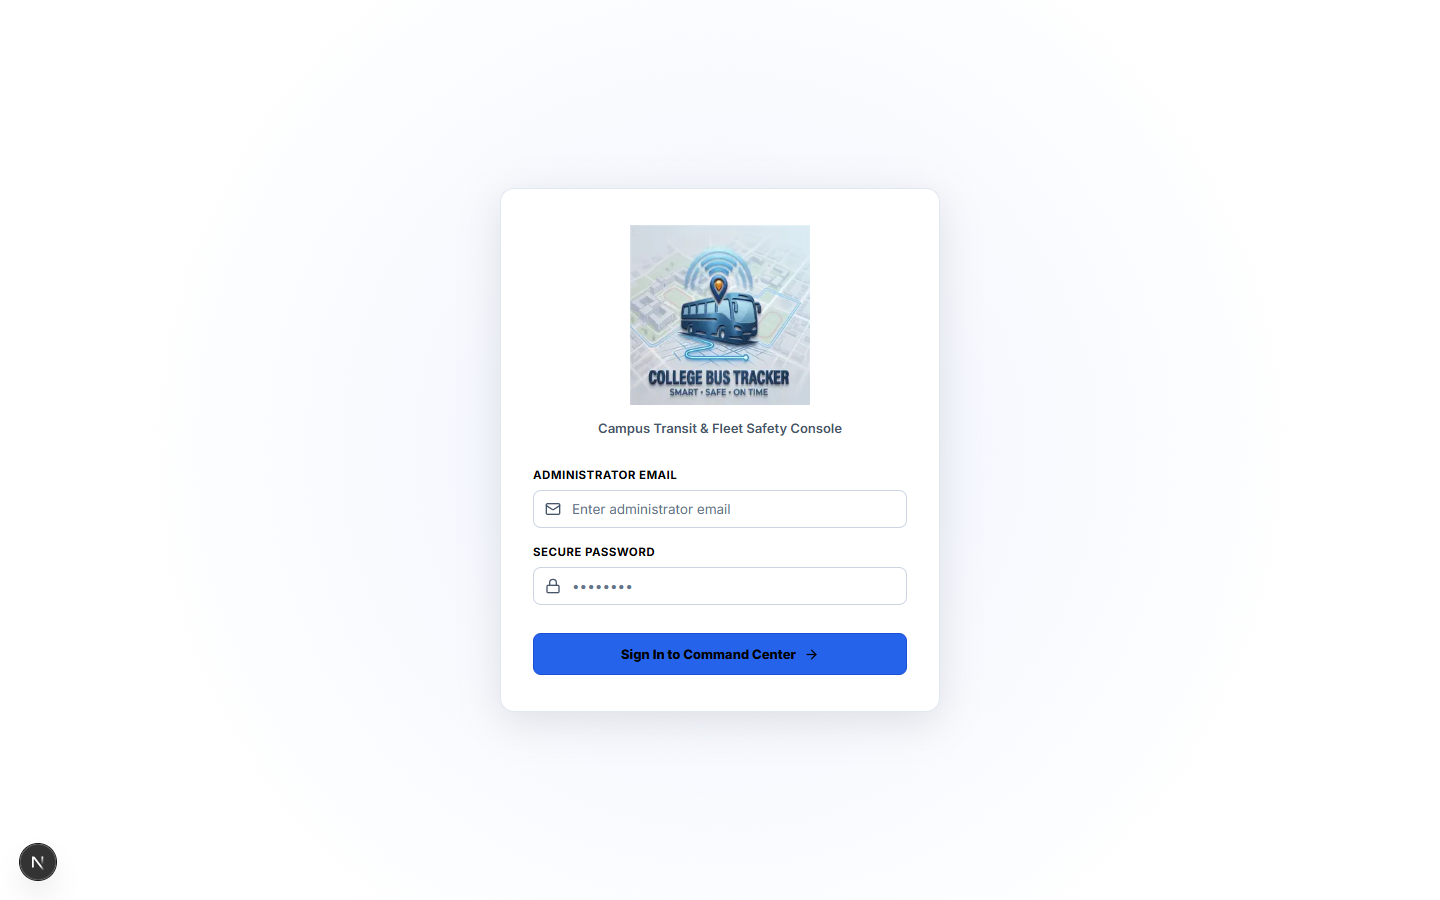 COLLEGE BUS TRACKER
SMART • SAFE • ON TIME
Campus Transit & Fleet Safety Console
ADMINISTRATOR EMAIL
Enter administrator email
SECURE PASSWORD
••••••••
Sign In to Command Center →
N